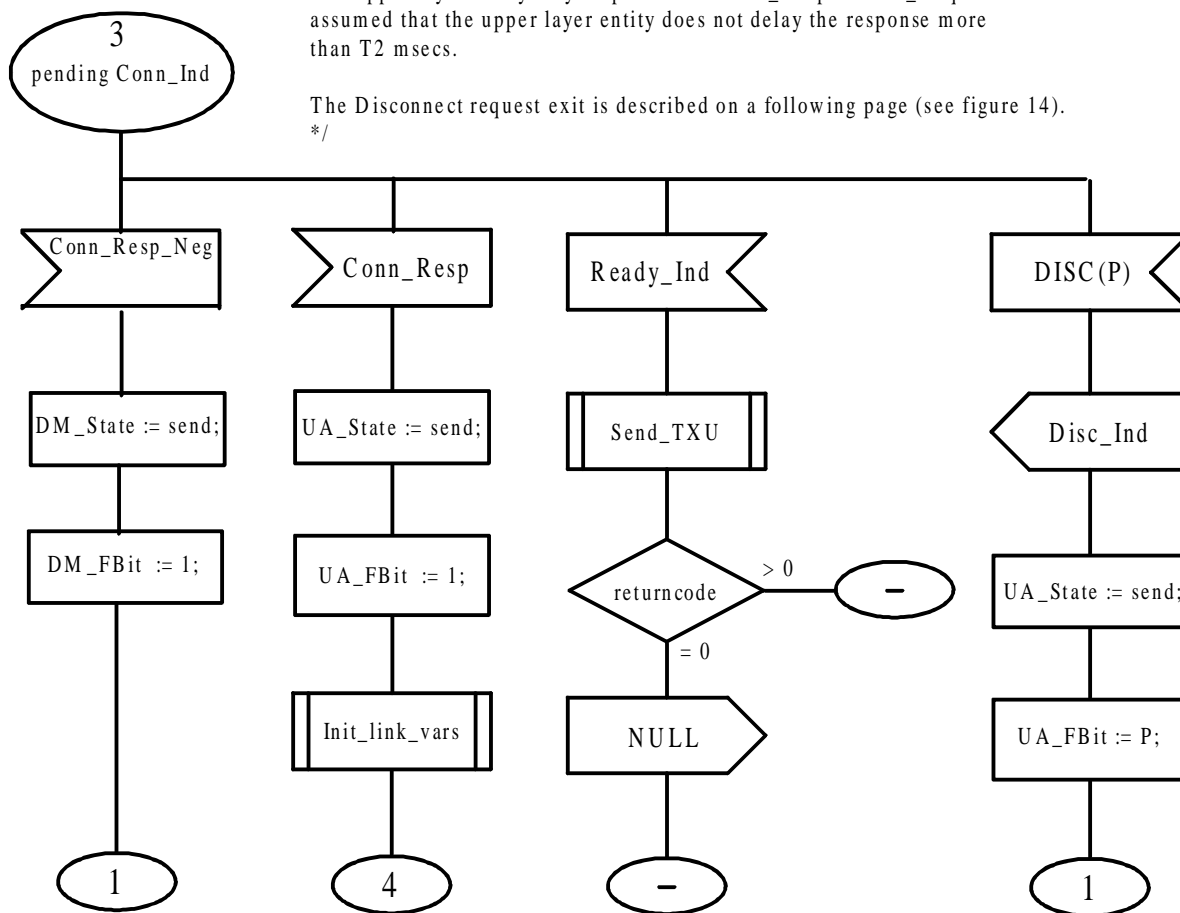 assumed that the upper layer entity does not delay the response more
than T2 msecs.
The Disconnect request exit is described on a following page (see figure 14).
*/
3
pending Conn_Ind
Conn_Resp_Neg
Conn_Resp
Ready_Ind
DISC(P)
DM_State := send;
UA_State := send;
Send_TXU
Disc_Ind
DM_FBit := 1;
UA_FBit := 1;
returncode
> 0
-
= 0
UA_State := send;
Init_link_vars
NULL
UA_FBit := P;
1
4
-
1